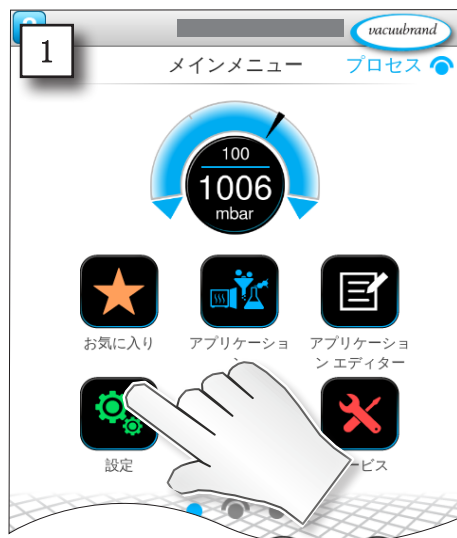 1
vacuubrand
メインメニュー
プロセス
100
1006
mbar
お気に入り
アプリケーショ
アプリケーショ
ン エディター
設定
ービス